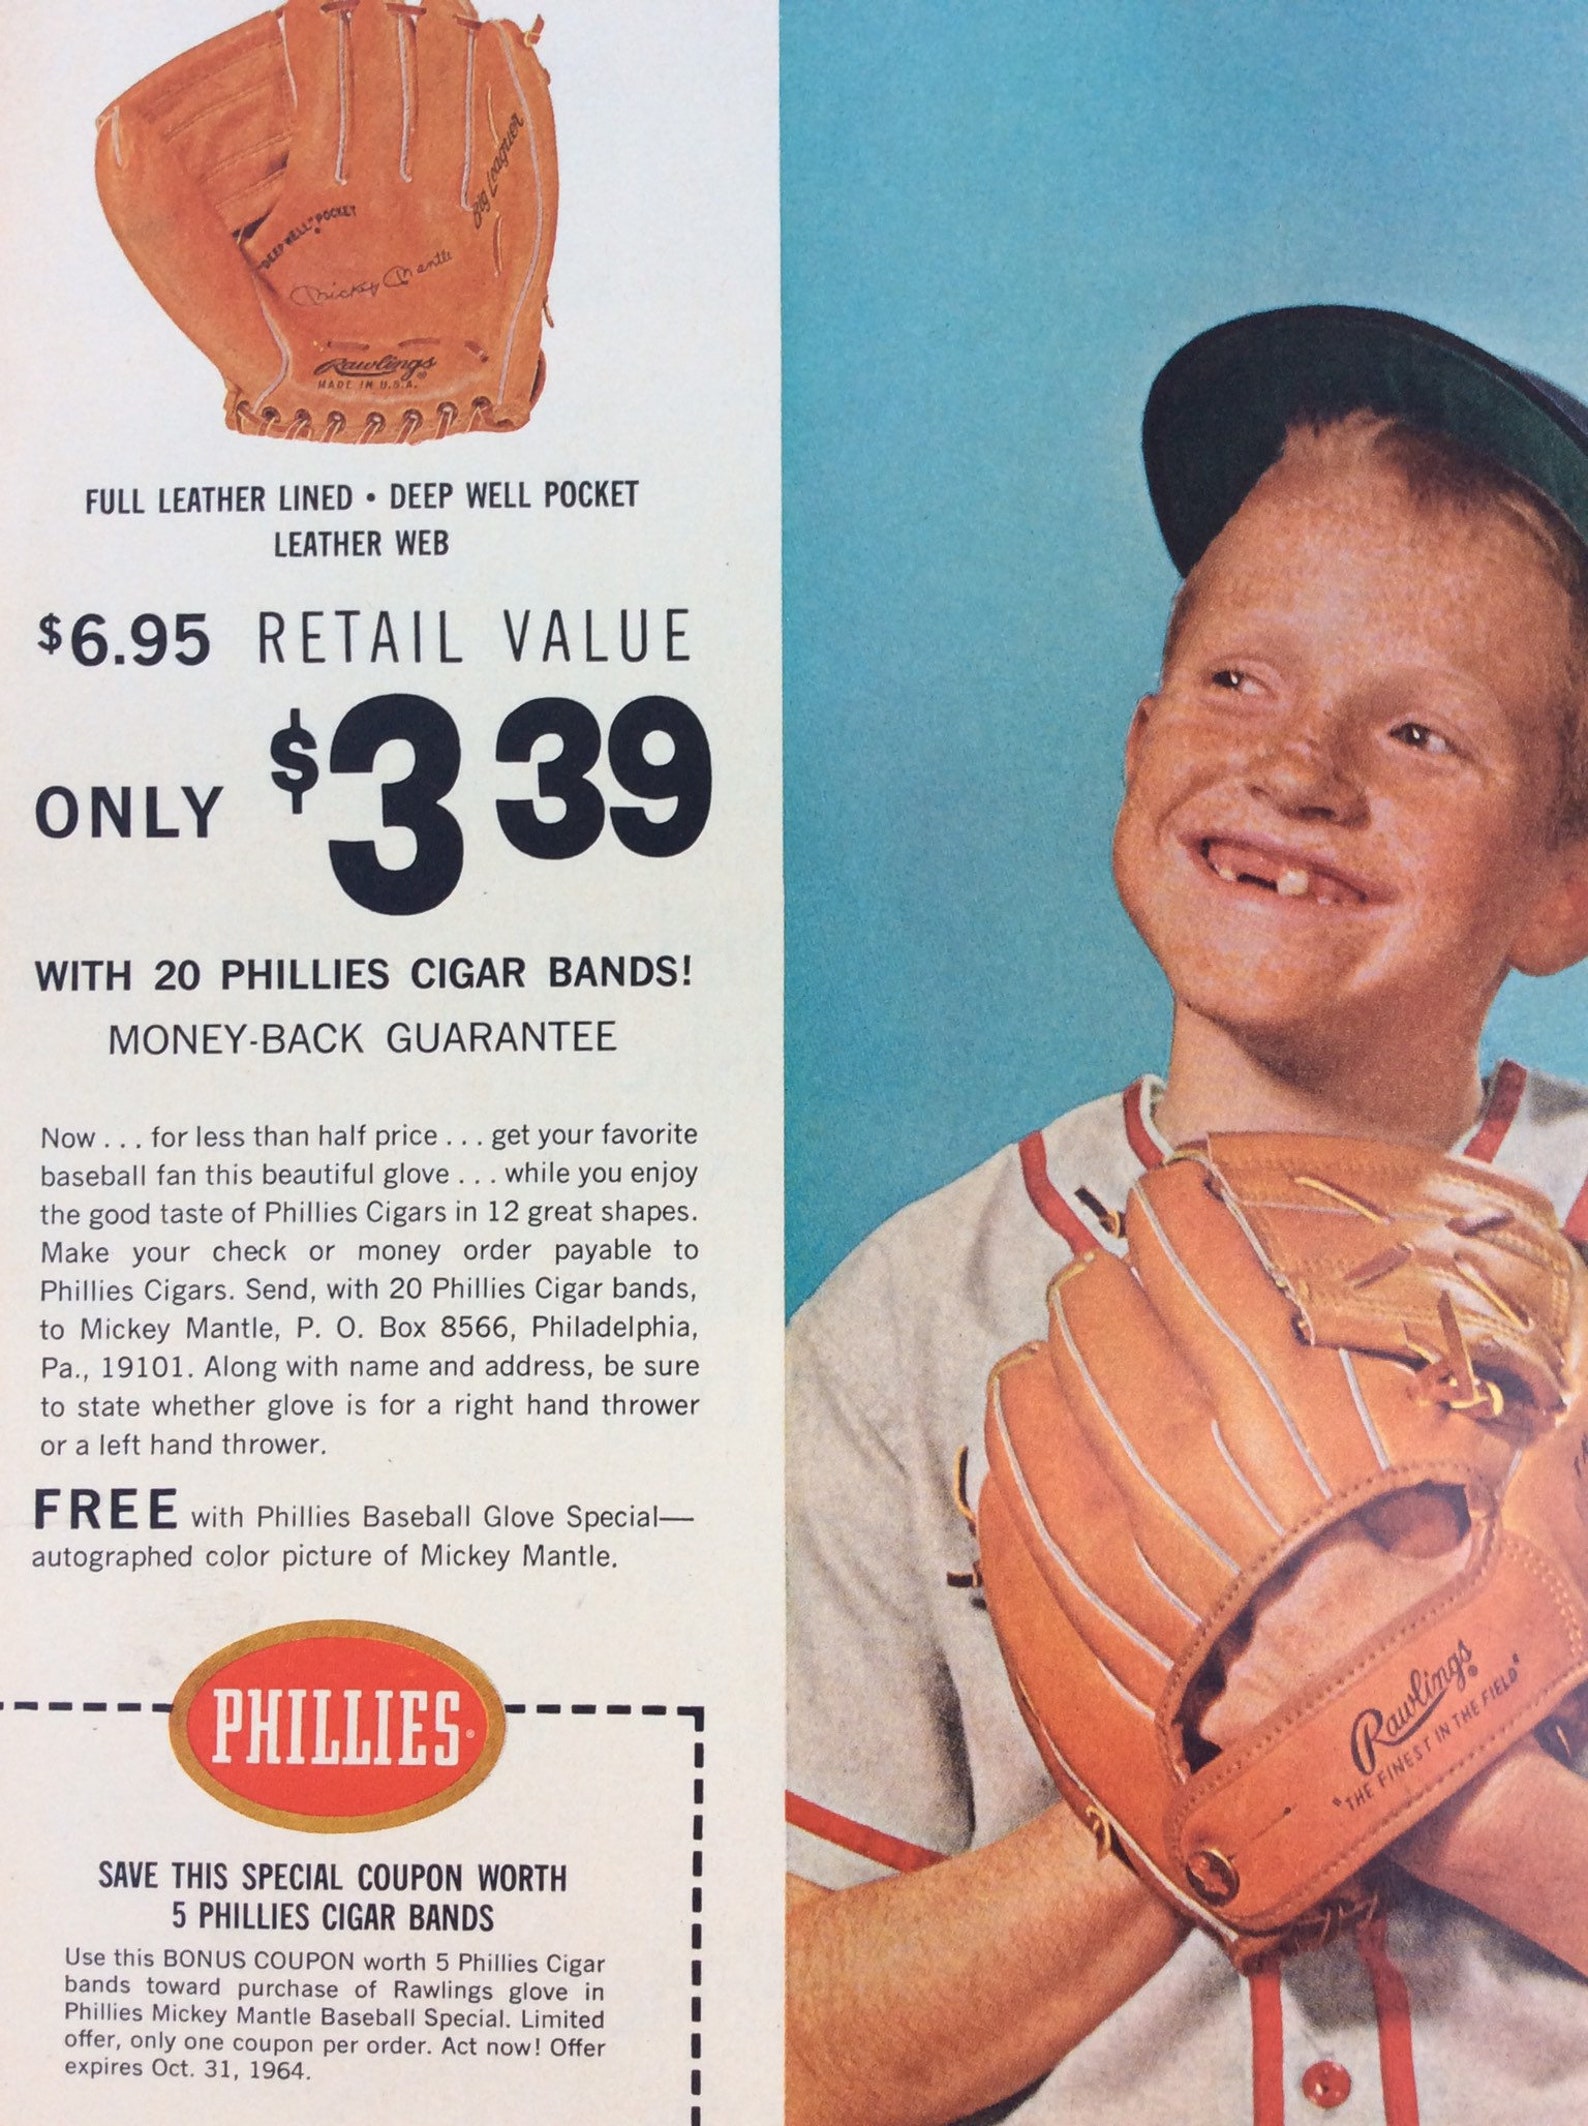 Big Leaguer
"DEEP WELL" POCKET
Mickey Mantle
Rawlings®
MADE IN U.S.A.
FULL LEATHER LINED • DEEP WELL POCKET
LEATHER WEB
$6.95 RETAIL VALUE
ONLY $3 39
WITH 20 PHILLIES CIGAR BANDS!
MONEY-BACK GUARANTEE
Now . . . for less than half price . . . get your favorite
baseball fan this beautiful glove . . . while you enjoy
the good taste of Phillies Cigars in 12 great shapes.
Make your check or money order payable to
Phillies Cigars. Send, with 20 Phillies Cigar bands,
to Mickey Mantle, P. O. Box 8566, Philadelphia,
Pa., 19101. Along with name and address, be sure
to state whether glove is for a right hand thrower
or a left hand thrower.
FREE with Phillies Baseball Glove Special—
autographed color picture of Mickey Mantle.
PHILLIES®
SAVE THIS SPECIAL COUPON WORTH
5 PHILLIES CIGAR BANDS
Use this BONUS COUPON worth 5 Phillies Cigar
bands toward purchase of Rawlings glove in
Phillies Mickey Mantle Baseball Special. Limited
offer, only one coupon per order. Act now! Offer
expires Oct. 31, 1964.
Rawlings®
"THE FINEST IN THE FIELD"